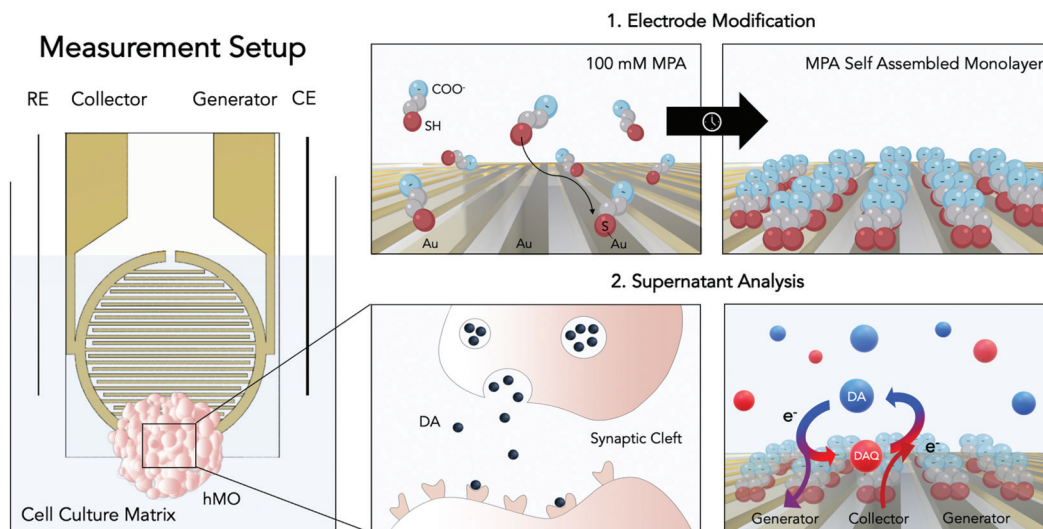 Measurement Setup
RE Collector Generator CE
hMO
Cell Culture Matrix
1. Electrode Modification
100 mM MPA
COO-
SH
S
Au Au Au
MPA Self Assembled Monolayer
2. Supernatant Analysis
DA
Synaptic Cleft
DA
e-
DAQ
e-
Generator Collector Generator